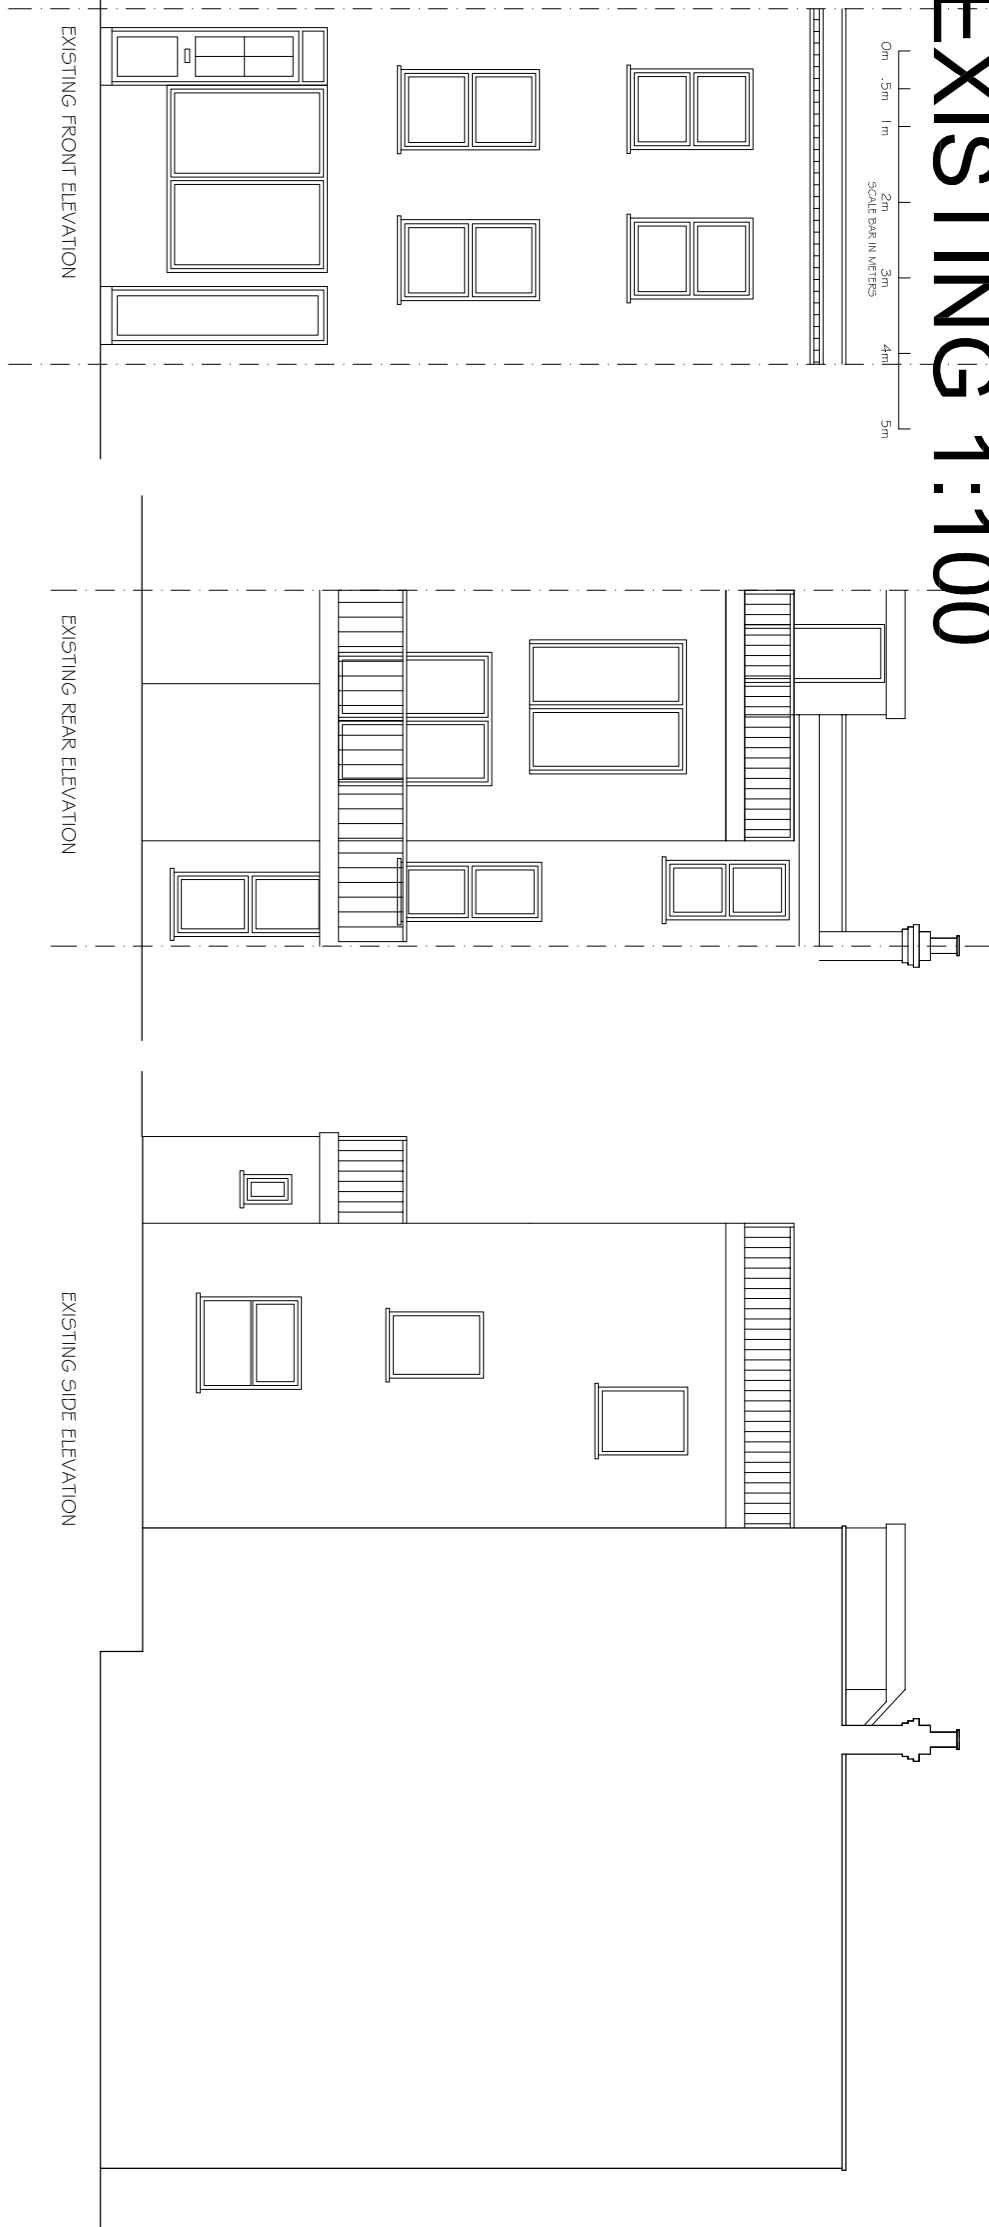 EXISTING 1:100
0m .5m 1m 2m 3m 4m 5m
SCALE BAR IN METERS
EXISTING FRONT ELEVATION
EXISTING REAR ELEVATION
EXISTING SIDE ELEVATION